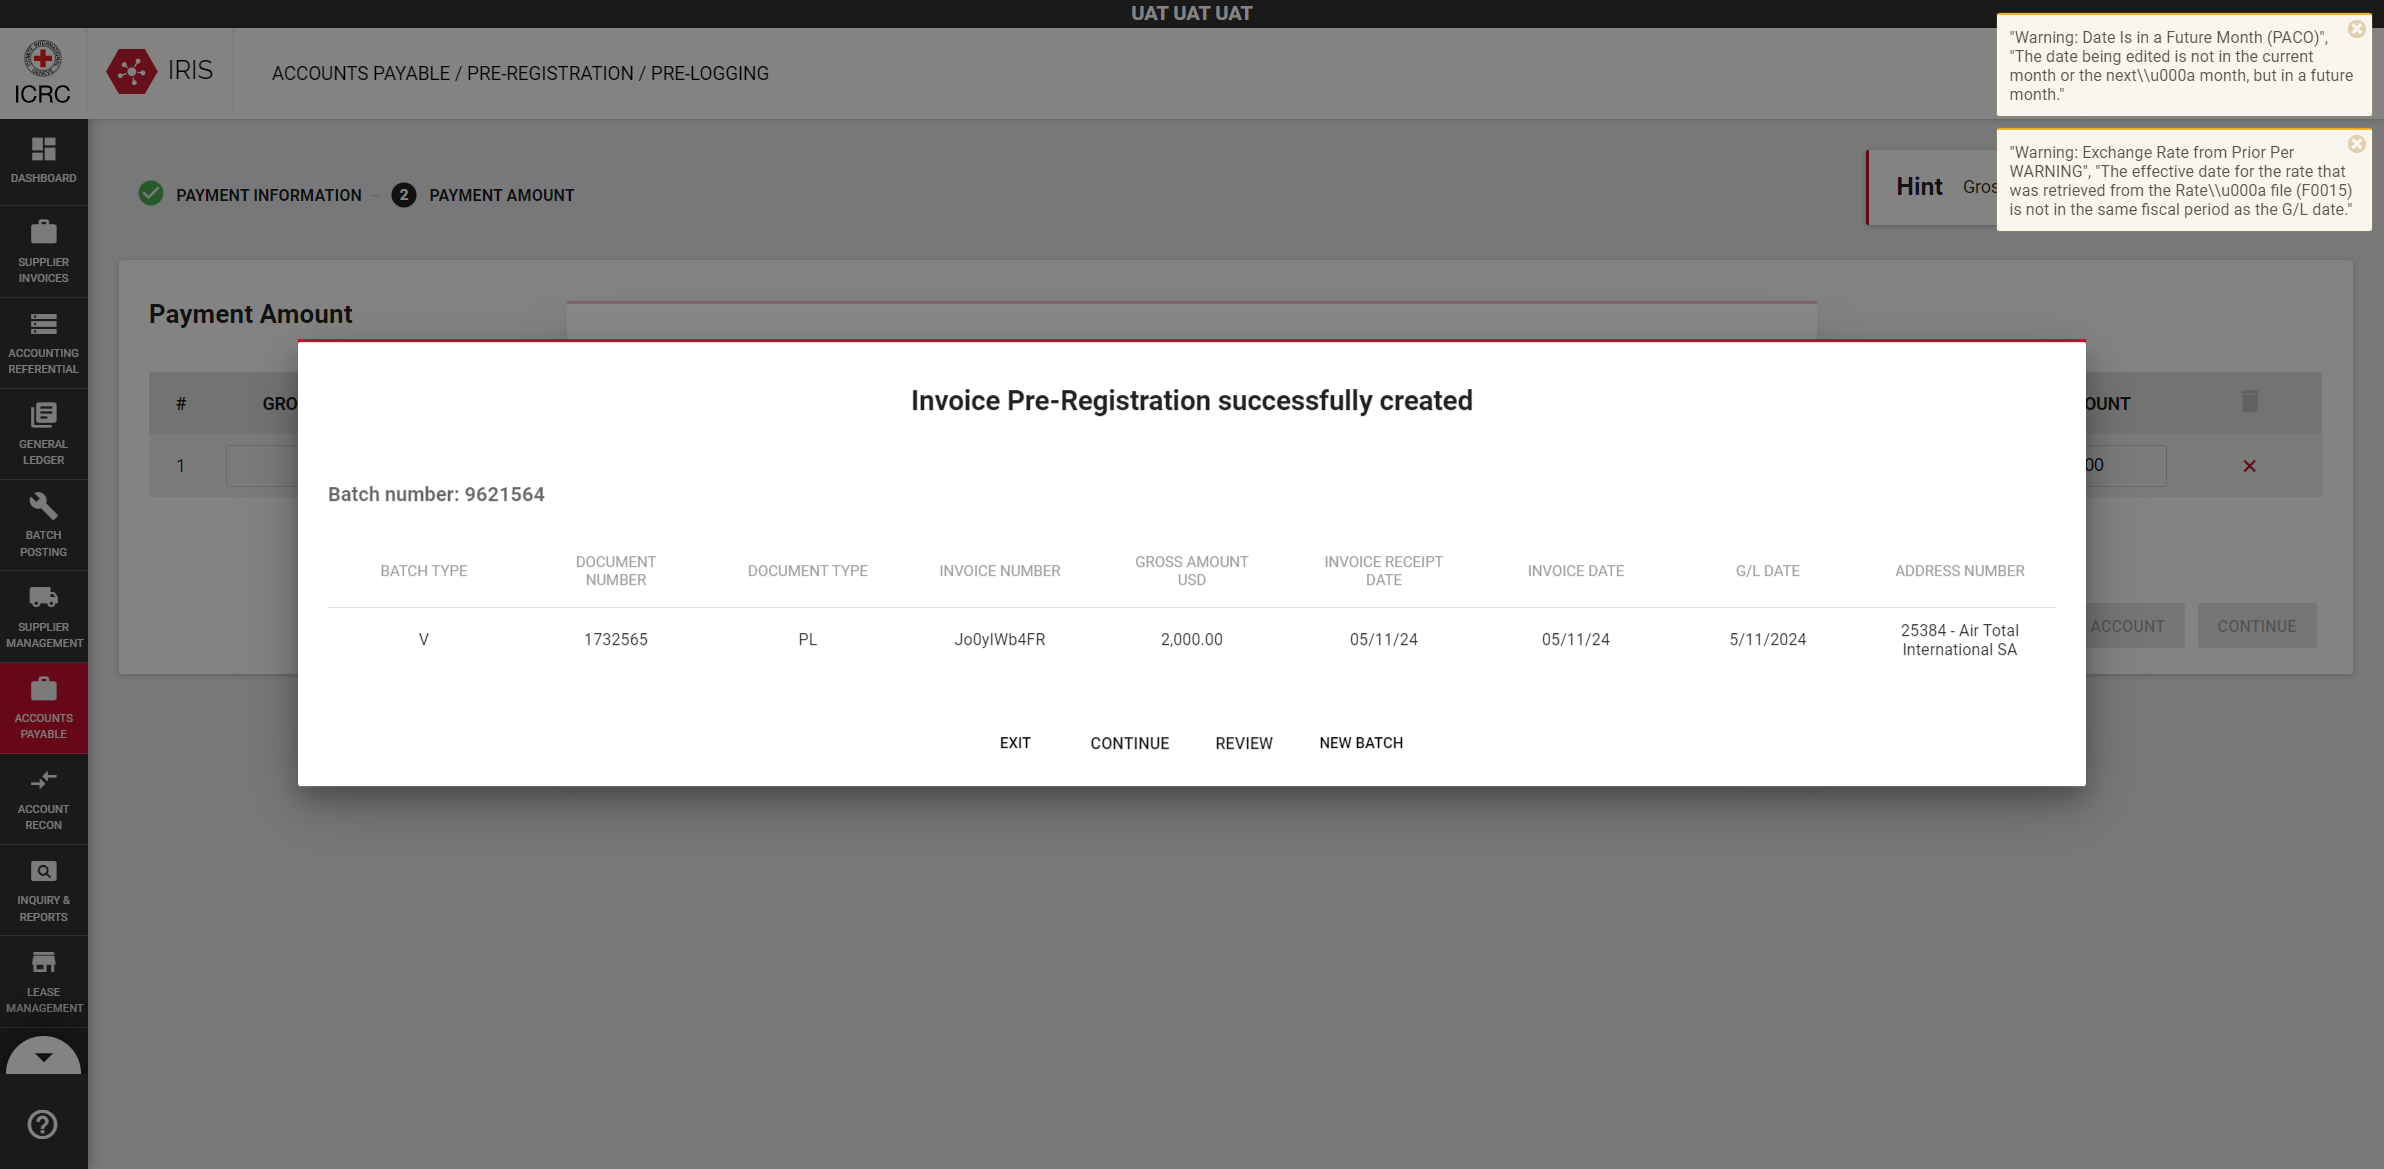 UAT UAT UAT
ICRC
IRIS
ACCOUNTS PAYABLE / PRE-REGISTRATION / PRE-LOGGING
"Warning: Date Is in a Future Month (PACO)",
"The date being edited is not in the current
month or the next\\u000a month, but in a future
month."
"Warning: Exchange Rate from Prior Per
WARNING", "The effective date for the rate that
was retrieved from the Rate\\u000a file (F0015)
is not in the same fiscal period as the G/L date."
DASHBOARD
SUPPLIER
INVOICES
ACCOUNTING
REFERENTIAL
GENERAL
LEDGER
BATCH
POSTING
SUPPLIER
MANAGEMENT
ACCOUNTS
PAYABLE
ACCOUNT
RECON
INQUIRY &
REPORTS
LEASE
MANAGEMENT
PAYMENT INFORMATION
2 PAYMENT AMOUNT
Hint Gros
Payment Amount
# GRO OUNT
1 00
ACCOUNT CONTINUE
Invoice Pre-Registration successfully created
Batch number: 9621564
BATCH TYPE
DOCUMENT
NUMBER
DOCUMENT TYPE
INVOICE NUMBER
GROSS AMOUNT
USD
INVOICE RECEIPT
DATE
INVOICE DATE
G/L DATE
ADDRESS NUMBER
V
1732565
PL
Jo0yIWb4FR
2,000.00
05/11/24
05/11/24
5/11/2024
25384 - Air Total
International SA
EXIT CONTINUE REVIEW NEW BATCH